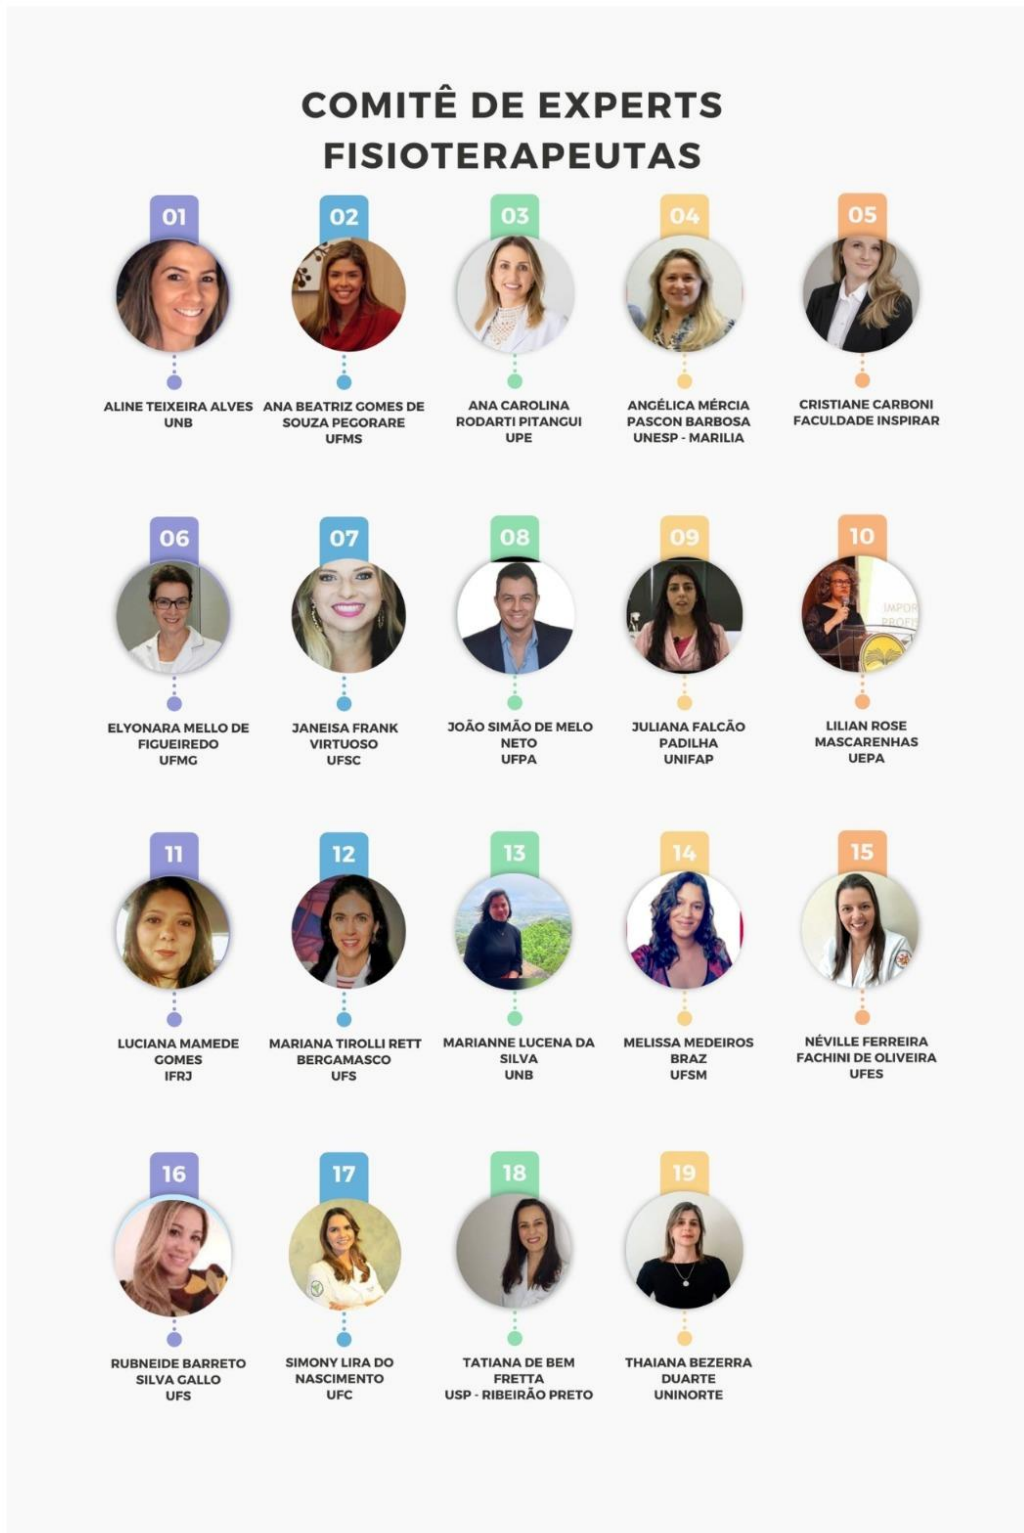 COMITÊ DE EXPERTS
FISIOTERAPEUTAS
01
02
03
04
05
ALINE TEIXEIRA ALVES
UNB
ANA BEATRIZ GOMES DE
SOUZA PEGORARE
UFMS
ANA CAROLINA
RODARTI PITANGUI
UPE
ANGÉLICA MÉRCIA
PASCON BARBOSA
UNESP - MARILIA
CRISTIANE CARBONI
FACULDADE INSPIRAR
06
07
08
09
10
IMPOR
PROFIS
ELYONARA MELLO DE
FIGUEIREDO
UFMG
JANEISA FRANK
VIRTUOSO
UFSC
JOÃO SIMÃO DE MELO
NETO
UFPA
JULIANA FALCÃO
PADILHA
UNIFAP
LILIAN ROSE
MASCARENHAS
UEPA
11
12
13
14
15
LUCIANA MAMEDE
GOMES
IFRJ
MARIANA TIROLLI RETT
BERGAMASCO
UFS
MARIANNE LUCENA DA
SILVA
UNB
MELISSA MEDEIROS
BRAZ
UFSM
NÉVILLE FERREIRA
FACHINI DE OLIVEIRA
UFES
16
17
18
19
RUBNEIDE BARRETO
SILVA GALLO
UFS
SIMONY LIRA DO
NASCIMENTO
UFC
TATIANA DE BEM
FRETTA
USP - RIBEIRÃO PRETO
THAIANA BEZERRA
DUARTE
UNINORTE